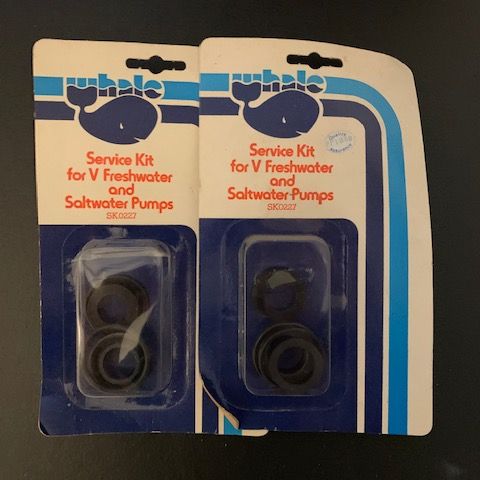 whale
Service Kit
for V Freshwater
and
Saltwater Pumps
SK0227
whale
Service Kit
for V Freshwater
and
Saltwater Pumps
SK0227